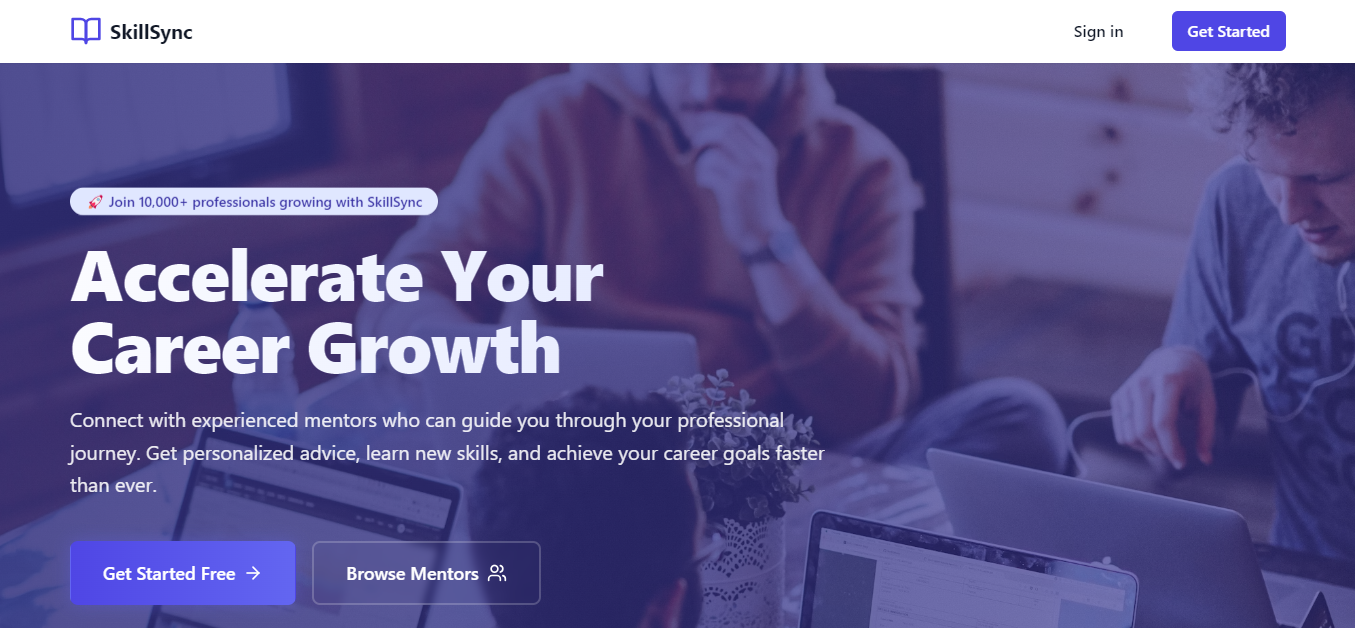 SkillSync
Sign in
Get Started
🚀 Join 10,000+ professionals growing with SkillSync
Accelerate Your
Career Growth
Connect with experienced mentors who can guide you through your professional
journey. Get personalized advice, learn new skills, and achieve your career goals faster
than ever.
Get Started Free →
Browse Mentors